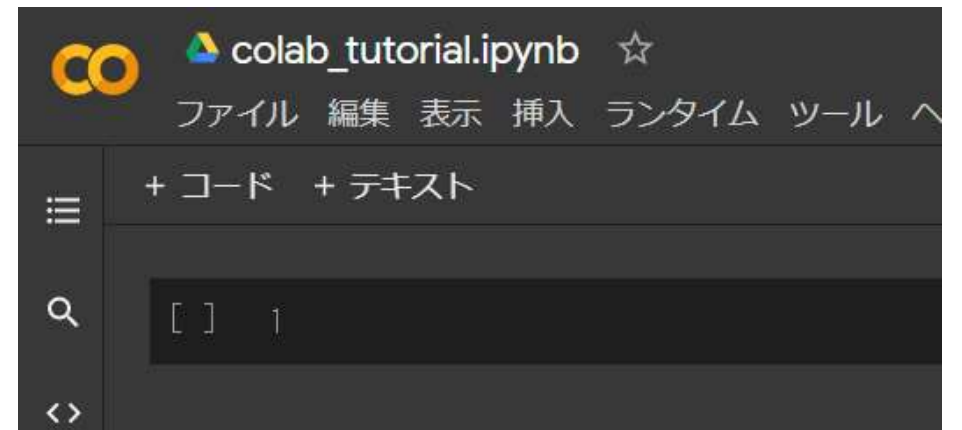 CO colab_tutorial.ipynb
ファイル 編集 表示 挿入 ランタイム ツール ヘ
+ コード + テキスト
[ ] 1